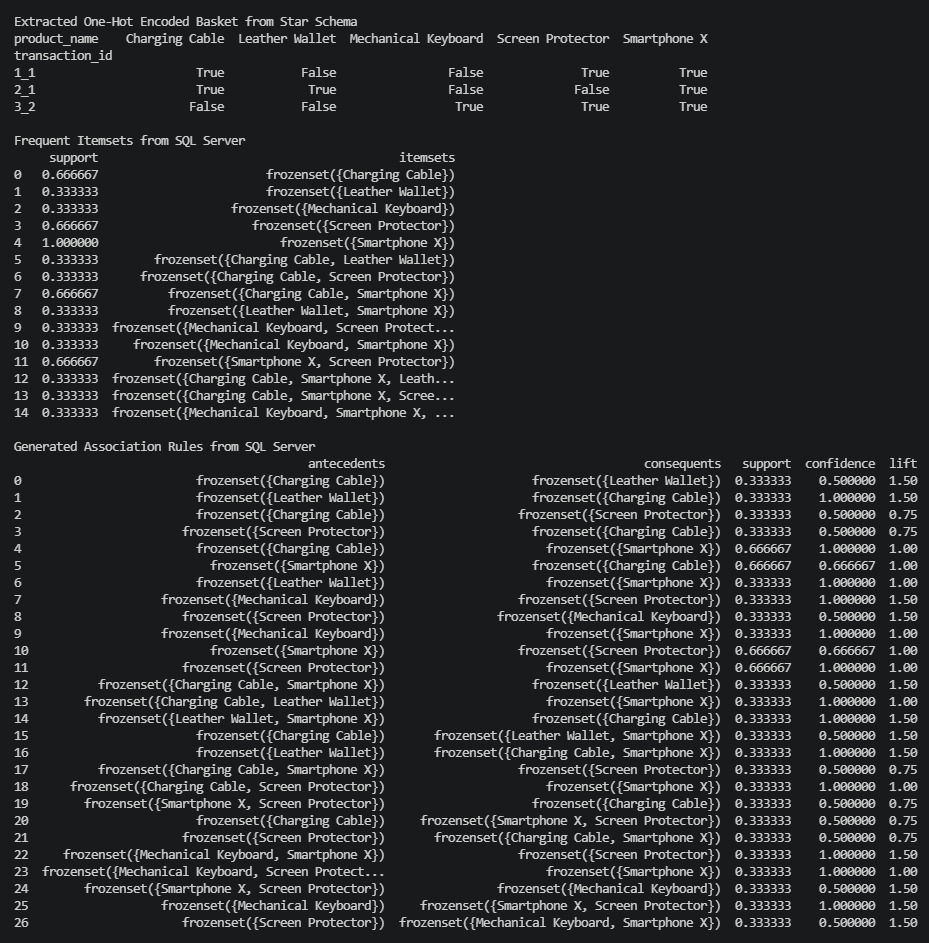 Extracted One-Hot Encoded Basket from Star Schema
product_name    Charging Cable  Leather Wallet  Mechanical Keyboard  Screen Protector  Smartphone X
transaction_id
1_1                       True           False                False              True          True
2_1                       True            True                False             False          True
3_2                      False           False                 True              True          True

Frequent Itemsets from SQL Server
     support                                           itemsets
0   0.666667                        frozenset({Charging Cable})
1   0.333333                        frozenset({Leather Wallet})
2   0.333333                   frozenset({Mechanical Keyboard})
3   0.666667                      frozenset({Screen Protector})
4   1.000000                          frozenset({Smartphone X})
5   0.333333        frozenset({Charging Cable, Leather Wallet})
6   0.333333      frozenset({Charging Cable, Screen Protector})
7   0.666667          frozenset({Charging Cable, Smartphone X})
8   0.333333          frozenset({Leather Wallet, Smartphone X})
9   0.333333  frozenset({Mechanical Keyboard, Screen Protect...
10  0.333333     frozenset({Mechanical Keyboard, Smartphone X})
11  0.666667        frozenset({Smartphone X, Screen Protector})
12  0.333333  frozenset({Charging Cable, Smartphone X, Leath...
13  0.333333  frozenset({Charging Cable, Smartphone X, Scree...
14  0.333333  frozenset({Mechanical Keyboard, Smartphone X, ...

Generated Association Rules from SQL Server
                                          antecedents                                      consequents   support  confidence  lift
0                         frozenset({Charging Cable})                      frozenset({Leather Wallet})  0.333333    0.500000  1.50
1                         frozenset({Leather Wallet})                      frozenset({Charging Cable})  0.333333    1.000000  1.50
2                         frozenset({Charging Cable})                    frozenset({Screen Protector})  0.333333    0.500000  0.75
3                       frozenset({Screen Protector})                      frozenset({Charging Cable})  0.333333    0.500000  0.75
4                         frozenset({Charging Cable})                        frozenset({Smartphone X})  0.666667    1.000000  1.00
5                           frozenset({Smartphone X})                      frozenset({Charging Cable})  0.666667    0.666667  1.00
6                         frozenset({Leather Wallet})                        frozenset({Smartphone X})  0.333333    1.000000  1.00
7                    frozenset({Mechanical Keyboard})                    frozenset({Screen Protector})  0.333333    1.000000  1.50
8                       frozenset({Screen Protector})                 frozenset({Mechanical Keyboard})  0.333333    0.500000  1.50
9                    frozenset({Mechanical Keyboard})                        frozenset({Smartphone X})  0.333333    1.000000  1.00
10                          frozenset({Smartphone X})                    frozenset({Screen Protector})  0.666667    0.666667  1.00
11                      frozenset({Screen Protector})                        frozenset({Smartphone X})  0.666667    1.000000  1.00
12          frozenset({Charging Cable, Smartphone X})                      frozenset({Leather Wallet})  0.333333    0.500000  1.50
13        frozenset({Charging Cable, Leather Wallet})                        frozenset({Smartphone X})  0.333333    1.000000  1.00
14          frozenset({Leather Wallet, Smartphone X})                      frozenset({Charging Cable})  0.333333    1.000000  1.50
15                        frozenset({Charging Cable})        frozenset({Leather Wallet, Smartphone X})  0.333333    0.500000  1.50
16                        frozenset({Leather Wallet})        frozenset({Charging Cable, Smartphone X})  0.333333    1.000000  1.50
17          frozenset({Charging Cable, Smartphone X})                    frozenset({Screen Protector})  0.333333    0.500000  0.75
18      frozenset({Charging Cable, Screen Protector})                        frozenset({Smartphone X})  0.333333    1.000000  1.00
19        frozenset({Smartphone X, Screen Protector})                      frozenset({Charging Cable})  0.333333    0.500000  0.75
20                        frozenset({Charging Cable})      frozenset({Smartphone X, Screen Protector})  0.333333    0.500000  0.75
21                      frozenset({Screen Protector})        frozenset({Charging Cable, Smartphone X})  0.333333    0.500000  0.75
22     frozenset({Mechanical Keyboard, Smartphone X})                    frozenset({Screen Protector})  0.333333    1.000000  1.50
23  frozenset({Mechanical Keyboard, Screen Protect...                        frozenset({Smartphone X})  0.333333    1.000000  1.00
24        frozenset({Smartphone X, Screen Protector})                 frozenset({Mechanical Keyboard})  0.333333    0.500000  1.50
25                   frozenset({Mechanical Keyboard})      frozenset({Smartphone X, Screen Protector})  0.333333    1.000000  1.50
26                      frozenset({Screen Protector})   frozenset({Mechanical Keyboard, Smartphone X})  0.333333    0.500000  1.50